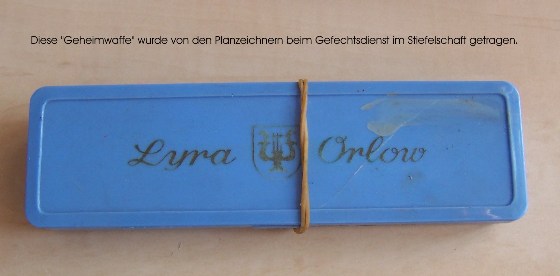 Diese "Geheimwaffe" wurde von den Planzeichnern beim Gefechtsdienst im Stiefelschaft getragen.
Lyra Orlow